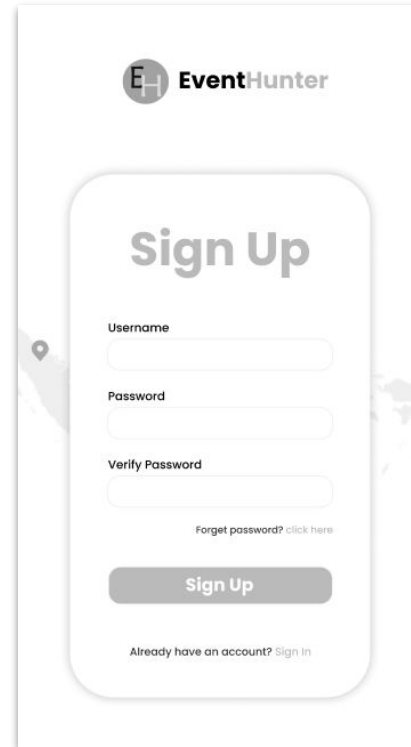 EH EventHunter
Sign Up
Username
Password
Verify Password
Forget password? click here
Sign Up
Already have an account? Sign In